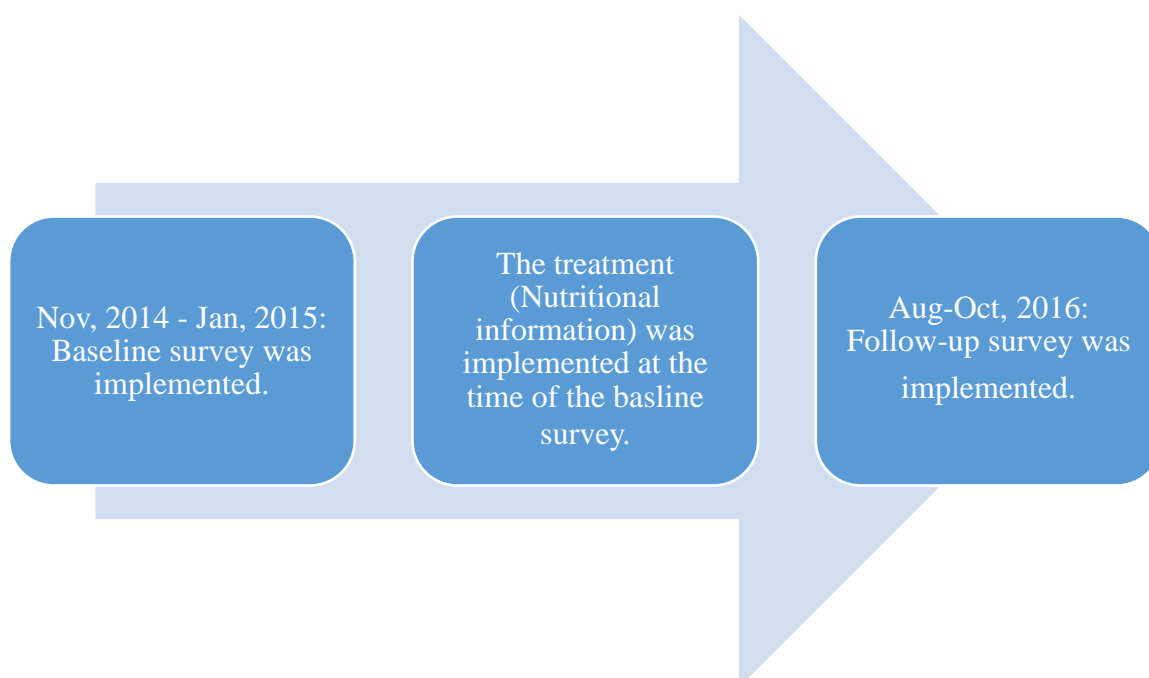 Nov, 2014 - Jan, 2015:
Baseline survey was
implemented.
The treatment
(Nutritional
information) was
implemented at the
time of the basline
survey.
Aug-Oct, 2016:
Follow-up survey was
implemented.